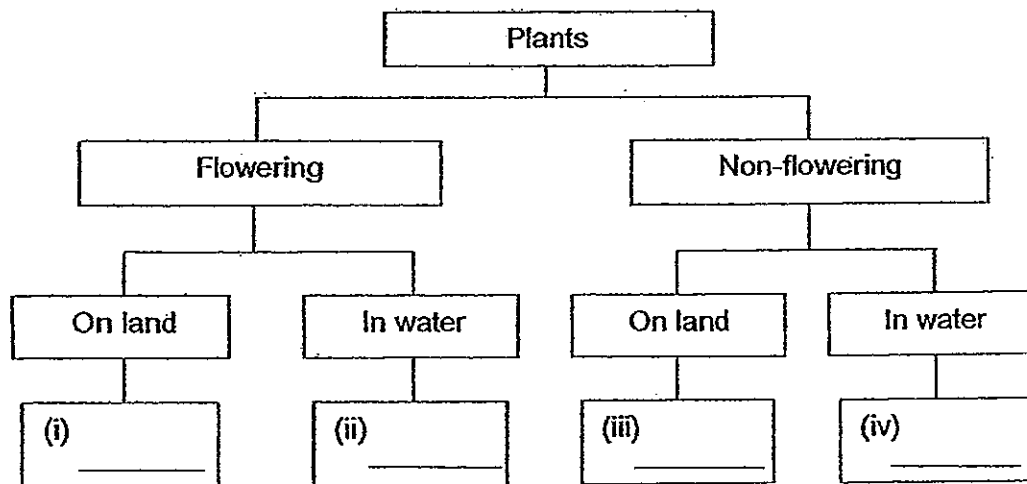 Plants
Flowering
Non-flowering
On land
In water
On land
In water
(i)
(ii)
(iii)
(iv)